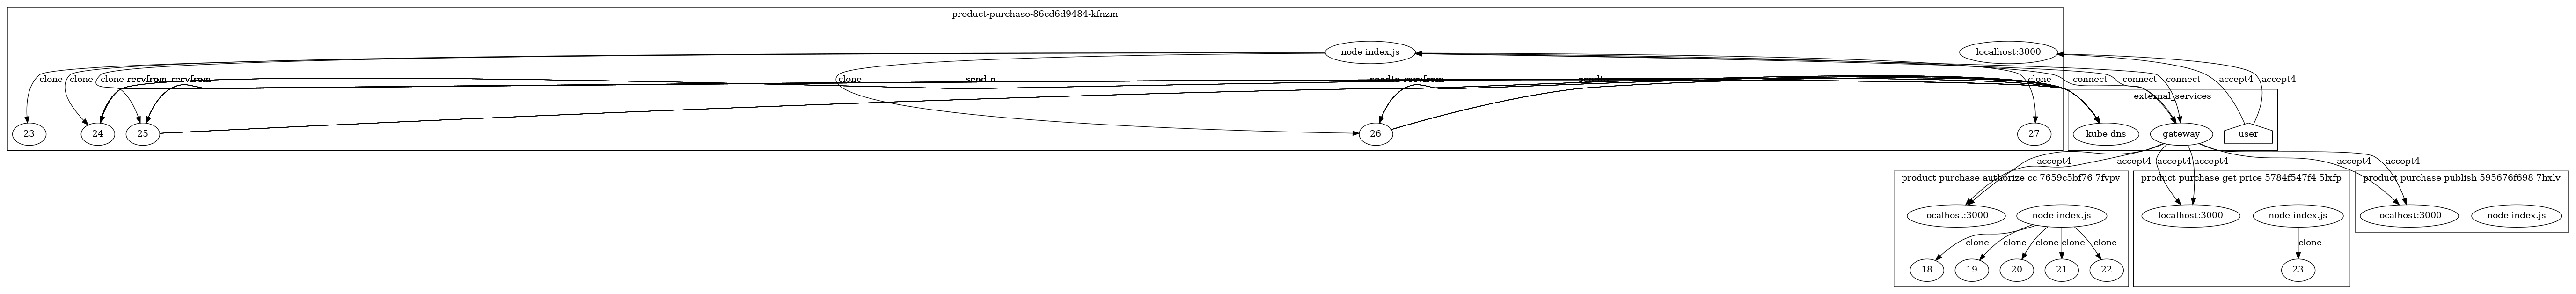 product-purchase-86cd6d9484-kfnzm
node index.js
localhost:3000
clone
clone
clone
recvfrom
recvfrom
clone
sendto
sendto
recvfrom
sendto
clone
connect
connect
connect
accept4
accept4
external_services
23
24
25
26
27
kube-dns
gateway
user
accept4
accept4
accept4
accept4
accept4
accept4
product-purchase-authorize-cc-7659c5bf76-7fvpv
product-purchase-get-price-5784f547f4-5lxfp
product-purchase-publish-595676f698-7hxlv
localhost:3000
node index.js
localhost:3000
node index.js
localhost:3000
node index.js
clone
clone
clone
clone
clone
clone
18
19
20
21
22
23